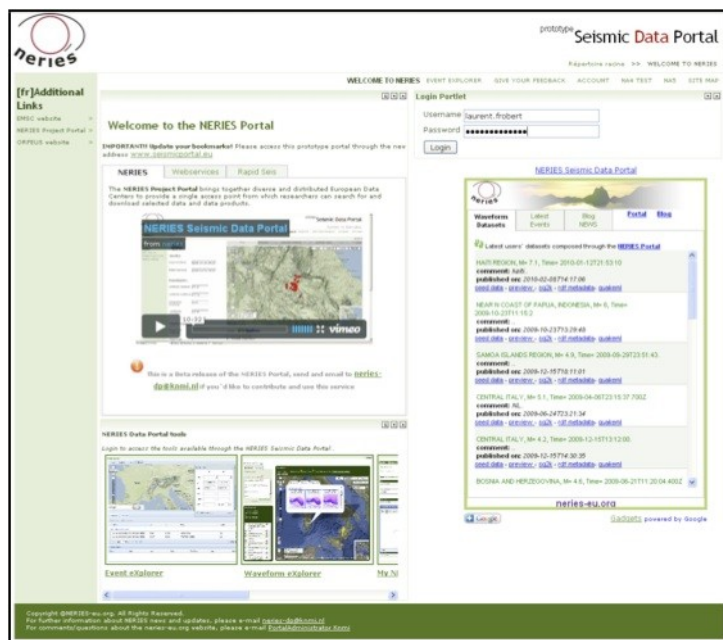 neries
prototype Seismic Data Portal
Répertoire racine >> WELCOME TO NERIES
WELCOME TO NERIES EVENT EXPLORER GIVE YOUR FEEDBACK ACCOUNT NA4 TEST NA5 SITE MAP
[fr]Additional
Links
EMSC website >
NERIES Project Portal >
ORFEUS website >
Welcome to the NERIES Portal
IMPORTANT! Update your bookmarks! Please access this prototype portal through the new
address www.seismicportal.eu
NERIES Webservices Rapid Seis
The NERIES Project Portal brings together diverse and distributed European Data
Centers to provide a single access point from which researchers can search for and
download selected data and data products.
NERIES Seismic Data Portal
from neries
vimeo
This is a Beta release of the NERIES Portal, send and email to neries-
dp@knmi.nl if you'd like to contribute and use this service
NERIES Data Portal tools
Login to access the tools available through the NERIES Seismic Data Portal.
Event eXplorer Waveform eXplorer
Login Portlet
Username laurent.frobert
Password
Login
NERIES Seismic Data Portal
neries
Waveform Datasets Latest Events Blog NEWS Portal Blog
Latest users' datasets composed through the NERIES Portal
HAITI REGION, M= 7.1, Time= 2010-01-12T21:53:10
comment: haiti.
published on: 2010-02-08T14:17:06
seed data - preview - sg2k - rdf metadata - quakeml
NEAR N COAST OF PAPUA, INDONESIA, M= 6, Time=
2009-10-23T11:15:2
comment: .
published on: 2009-10-23T13:29:49
seed data - preview - sg2k - rdf metadata - quakeml
SAMOA ISLANDS REGION, M= 4.9, Time= 2009-09-29T23:51:43.
comment: .
published on: 2009-12-15T10:11:01
seed data - preview - sg2k - rdf metadata - quakeml
CENTRAL ITALY, M= 5.1, Time= 2009-04-06T23:15:37.700Z
comment: NL.
published on: 2009-06-24T23:21:34
seed data - preview - sg2k - rdf metadata - quakeml
CENTRAL ITALY, M= 4.2, Time= 2009-12-15T13:12:00.
comment: .
published on: 2009-12-15T14:30:35
seed data - preview - sg2k - rdf metadata - quakeml
BOSNIA AND HERZEGOVINA, M= 4.6, Time= 2009-06-21T11:20:04.400Z
neries-eu.org
Google Gadgets powered by Google
Copyright ©NERIES-eu.org. All Rights Reserved.
For further information about NERIES news and updates, please e-mail neries-dp@knmi.nl
For comments/questions about the neries-eu.org website, please e-mail PortalAdministrator Knmi